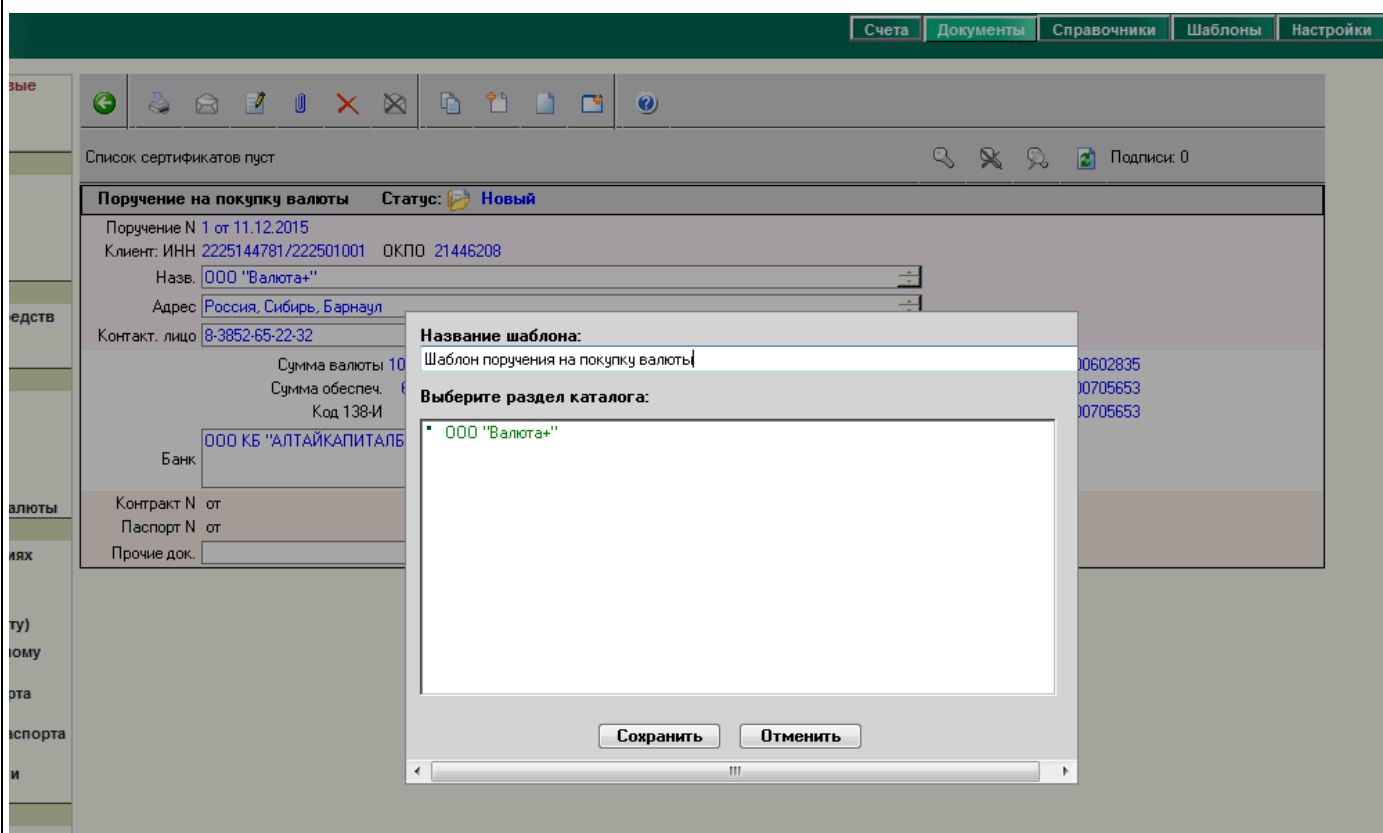 Счета Документы Справочники Шаблоны Настройки
Список сертификатов пуст Подписи: 0
Поручение на покупку валюты Статус: Новый
Поручение N 1 от 11.12.2015
Клиент: ИНН 2225144781/222501001 ОКПО 21446208
Назв. ООО "Валюта+"
Адрес Россия, Сибирь, Барнаул
Контакт. лицо 8-3852-65-22-32
Сумма валюты 10
Сумма обеспеч. 6
Код 138-И
00602835
00705653
00705653
Банк ООО КБ "АЛТАЙКАПИТАЛБ
Контракт N от
Паспорт N от
Прочие док.
Название шаблона:
Шаблон поручения на покупку валюты
Выберите раздел каталога:
ООО "Валюта+"
Сохранить Отменить
вые
редств
алюты
иях
ту)
ному
рта
аспорта
и